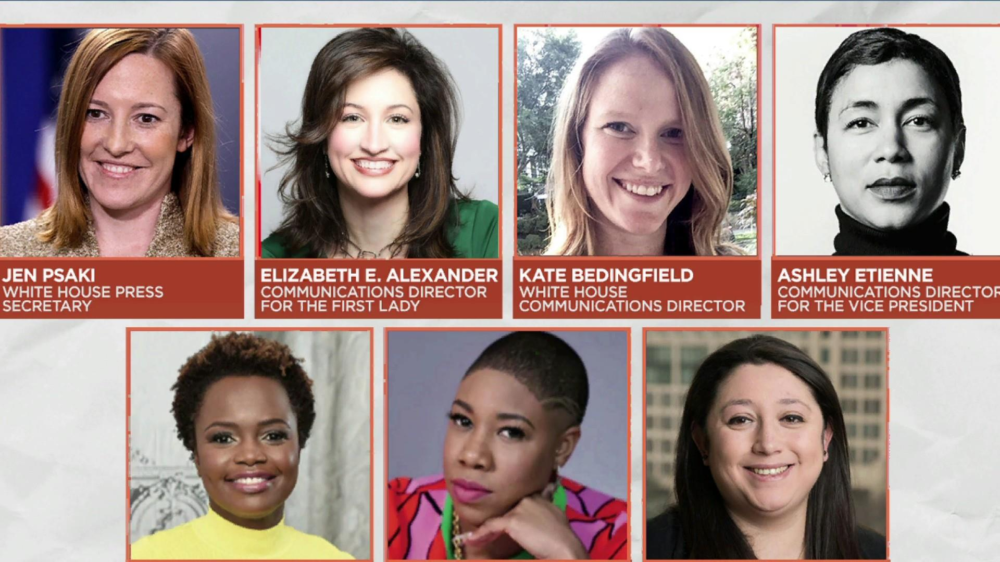 JEN PSAKI
WHITE HOUSE PRESS
SECRETARY
ELIZABETH E. ALEXANDER
COMMUNICATIONS DIRECTOR
FOR THE FIRST LADY
KATE BEDINGFIELD
WHITE HOUSE
COMMUNICATIONS DIRECTOR
ASHLEY ETIENNE
COMMUNICATIONS DIRECTOR
FOR THE VICE PRESIDENT